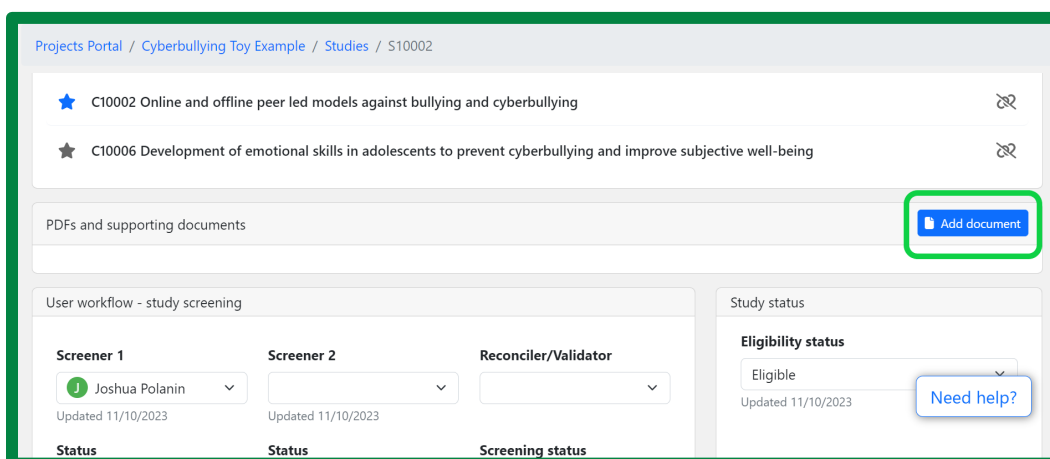 Projects Portal / Cyberbullying Toy Example / Studies / S10002
C10002 Online and offline peer led models against bullying and cyberbullying
C10006 Development of emotional skills in adolescents to prevent cyberbullying and improve subjective well-being
PDFs and supporting documents
Add document
User workflow - study screening
Study status
Screener 1 Screener 2 Reconciler/Validator
Eligibility status
J Joshua Polanin
Eligible
Updated 11/10/2023 Updated 11/10/2023
Updated 11/10/2023
Need help?
Status Status Screening status